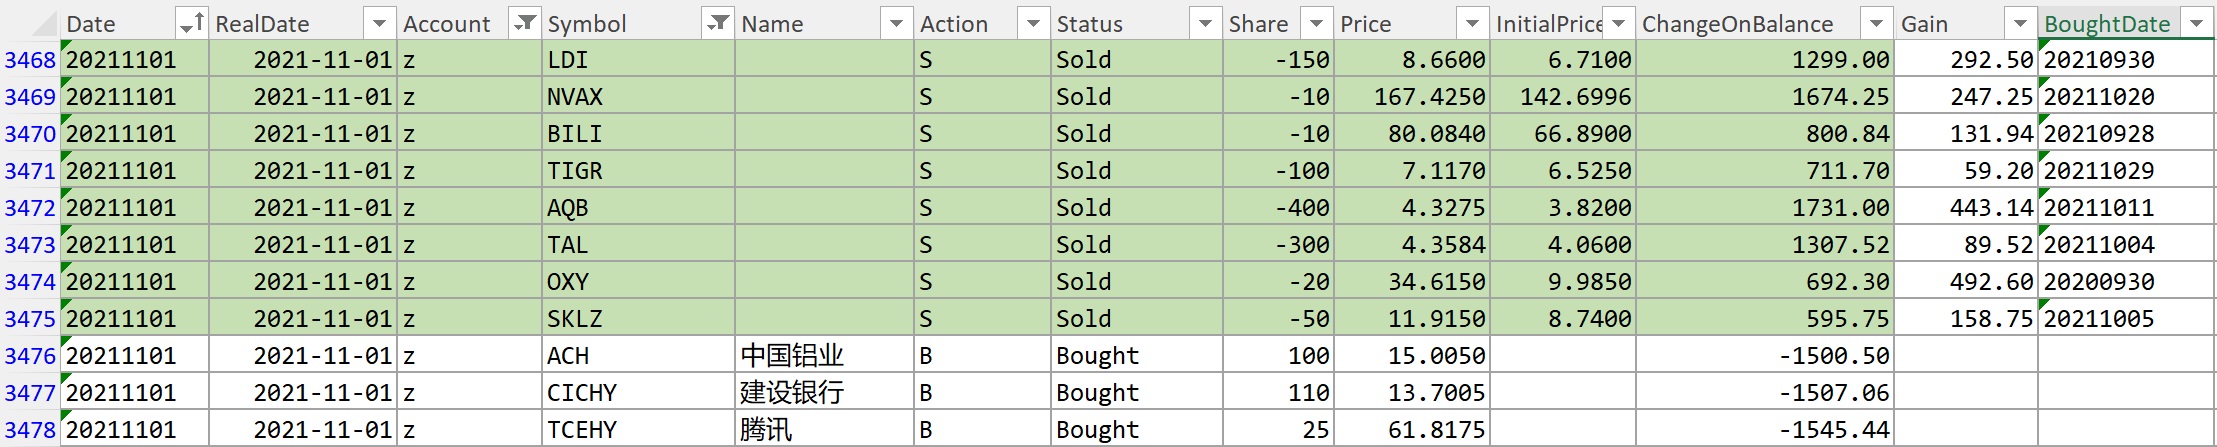 Date RealDate Account Symbol Name Action Status Share Price InitialPrice ChangeOnBalance Gain BoughtDate
3468 20211101 2021-11-01 z LDI S Sold -150 8.6600 6.7100 1299.00 292.50 20210930
3469 20211101 2021-11-01 z NVAX S Sold -10 167.4250 142.6996 1674.25 247.25 20211020
3470 20211101 2021-11-01 z BILI S Sold -10 80.0840 66.8900 800.84 131.94 20210928
3471 20211101 2021-11-01 z TIGR S Sold -100 7.1170 6.5250 711.70 59.20 20211029
3472 20211101 2021-11-01 z AQB S Sold -400 4.3275 3.8200 1731.00 443.14 20211011
3473 20211101 2021-11-01 z TAL S Sold -300 4.3584 4.0600 1307.52 89.52 20211004
3474 20211101 2021-11-01 z OXY S Sold -20 34.6150 9.9850 692.30 492.60 20200930
3475 20211101 2021-11-01 z SKLZ S Sold -50 11.9150 8.7400 595.75 158.75 20211005
3476 20211101 2021-11-01 z ACH 中国铝业 B Bought 100 15.0050 -1500.50
3477 20211101 2021-11-01 z CICHY 建设银行 B Bought 110 13.7005 -1507.06
3478 20211101 2021-11-01 z TCEHY 腾讯 B Bought 25 61.8175 -1545.44